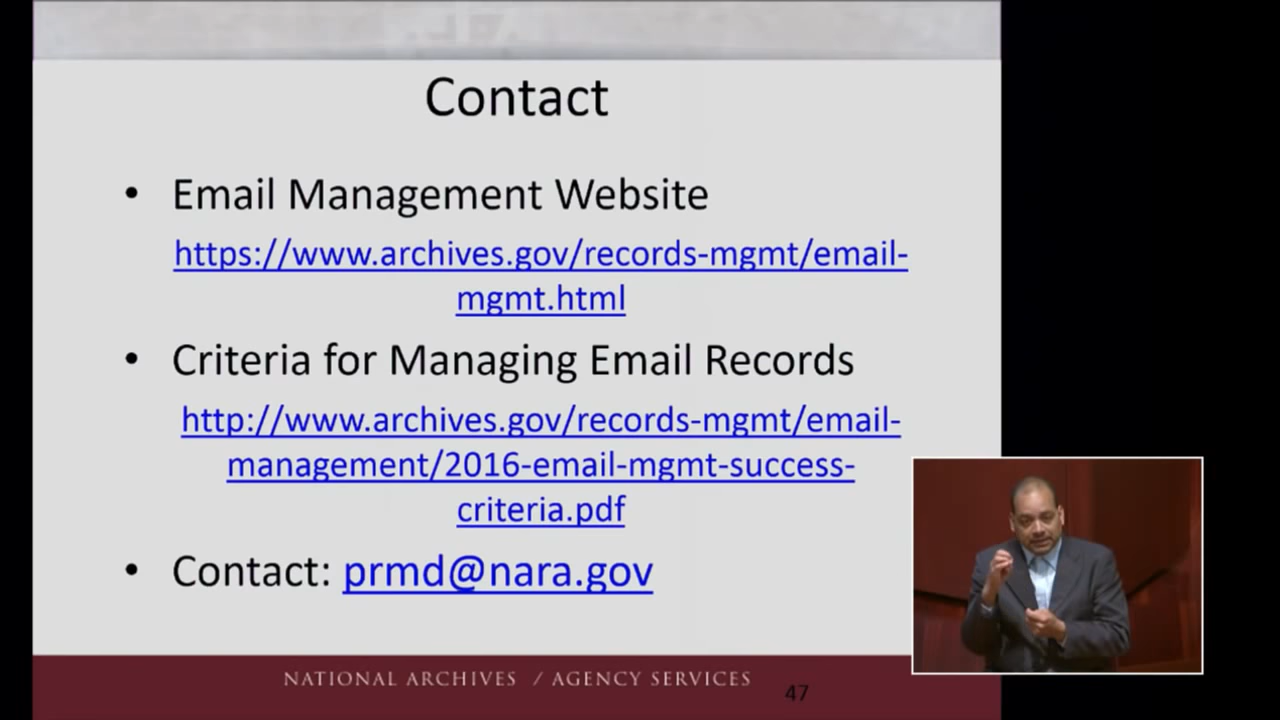 Contact
• Email Management Website
https://www.archives.gov/records-mgmt/email-
mgmt.html
• Criteria for Managing Email Records
http://www.archives.gov/records-mgmt/email-
management/2016-email-mgmt-success-
criteria.pdf
• Contact: prmd@nara.gov
NATIONAL ARCHIVES / AGENCY SERVICES
47